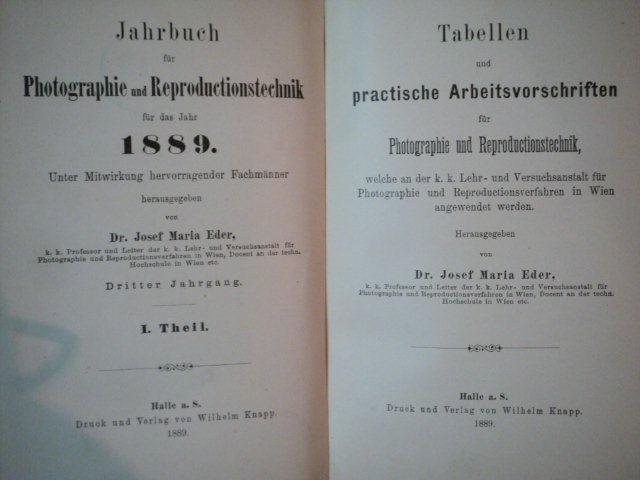 Jahrbuch
für
Photographie und Reproductionstechnik
für das Jahr
1889.
Unter Mitwirkung hervorragender Fachmänner
herausgegeben
von
Dr. Josef Maria Eder,
k. k. Professor und Leiter der k. k. Lehr- und Versuchsanstalt für
Photographie und Reproductionsverfahren in Wien, Docent an der techn.
Hochschule in Wien etc.
Dritter Jahrgang.
I. Theil.
Halle a. S.
Druck und Verlag von Wilhelm Knapp.
1889.
Tabellen
und
practische Arbeitsvorschriften
für
Photographie und Reproductionstechnik,
welche an der k. k. Lehr- und Versuchsanstalt für
Photographie und Reproductionsverfahren in Wien
angewendet werden.
Herausgegeben
von
Dr. Josef Maria Eder,
k. k. Professor und Leiter der k. k. Lehr- und Versuchsanstalt für
Photographie und Reproductionsverfahren in Wien, Docent an der techn.
Hochschule in Wien etc.
Halle a. S.
Druck und Verlag von Wilhelm Knapp.
1889.